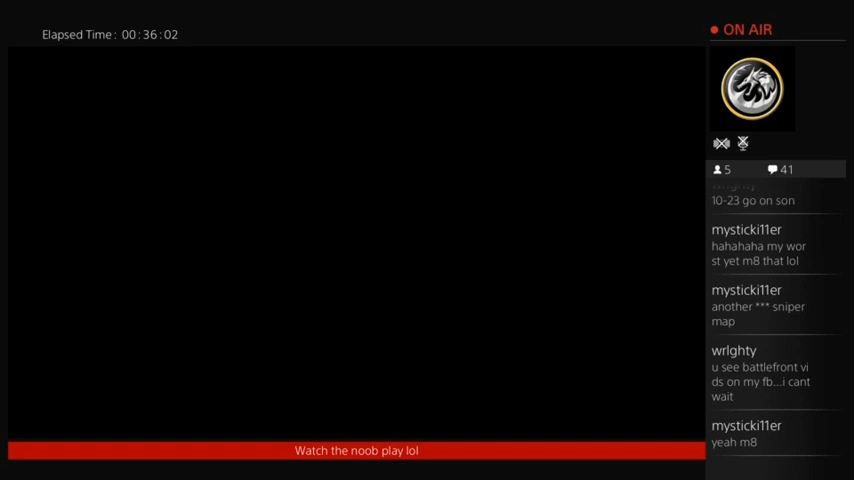 Elapsed Time: 00:36:02
ON AIR
5 41
wrlghty
10-23 go on son
mysticki11er
hahahaha my wor
st yet m8 that lol
mysticki11er
another *** sniper
map
wrlghty
u see battlefront vi
ds on my fb...i cant
wait
mysticki11er
yeah m8
Watch the noob play lol